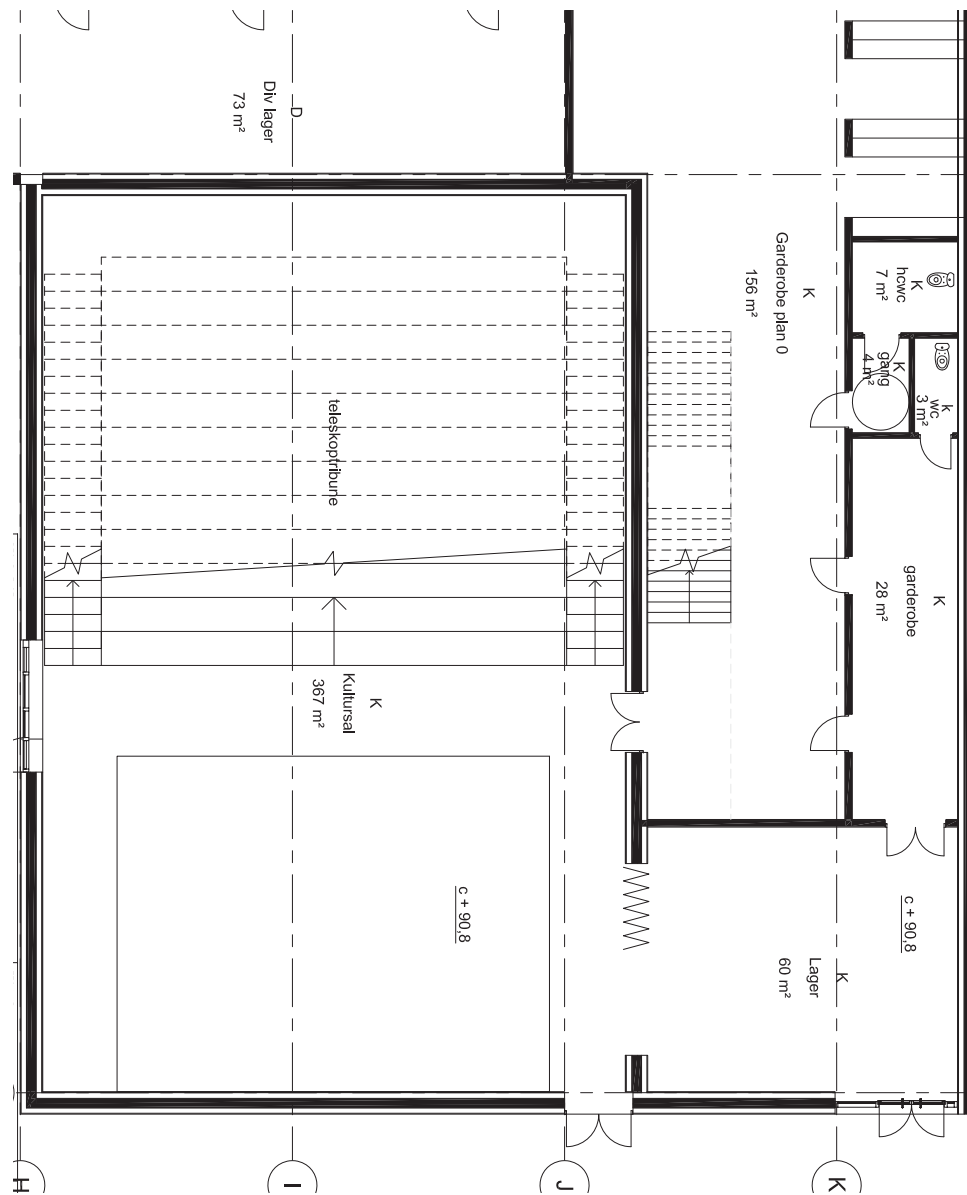 D
Div lager
73 m²
K
Garderobe plan 0
156 m²
K
hcwc
7 m²
K
gang
4 m²
k
wc
3 m²
teleskoptribune
K
garderobe
28 m²
K
Kultursal
367 m²
c + 90,8
c + 90,8
K
Lager
60 m²
H
I
J
K